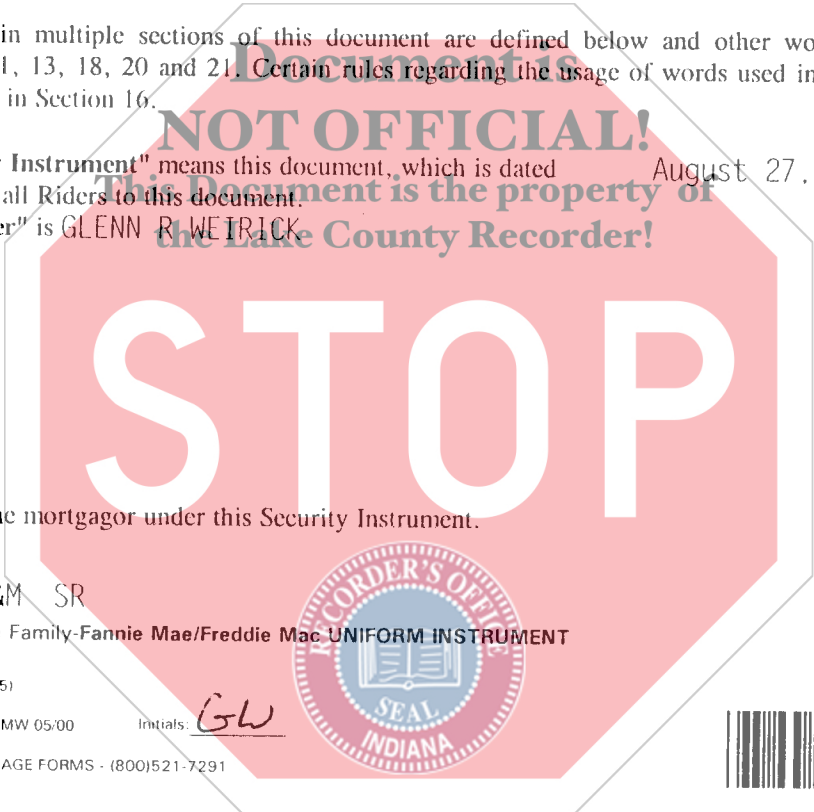 in multiple sections of this document are defined below and other wo
1, 13, 18, 20 and 21. Certain rules regarding the usage of words used in
in Section 16.
Document is
NOT OFFICIAL!
This Document is the property of
the Lake County Recorder!
Instrument" means this document, which is dated August 27,
all Riders to this document.
er" is GLENN R WEIRICK
STOP
e mortgagor under this Security Instrument.
&M SR
Family-Fannie Mae/Freddie Mac UNIFORM INSTRUMENT
5)
MW 05/00 Initials: GW
AGE FORMS - (800)521-7291
RECORDER'S OFFICE
SEAL
INDIANA